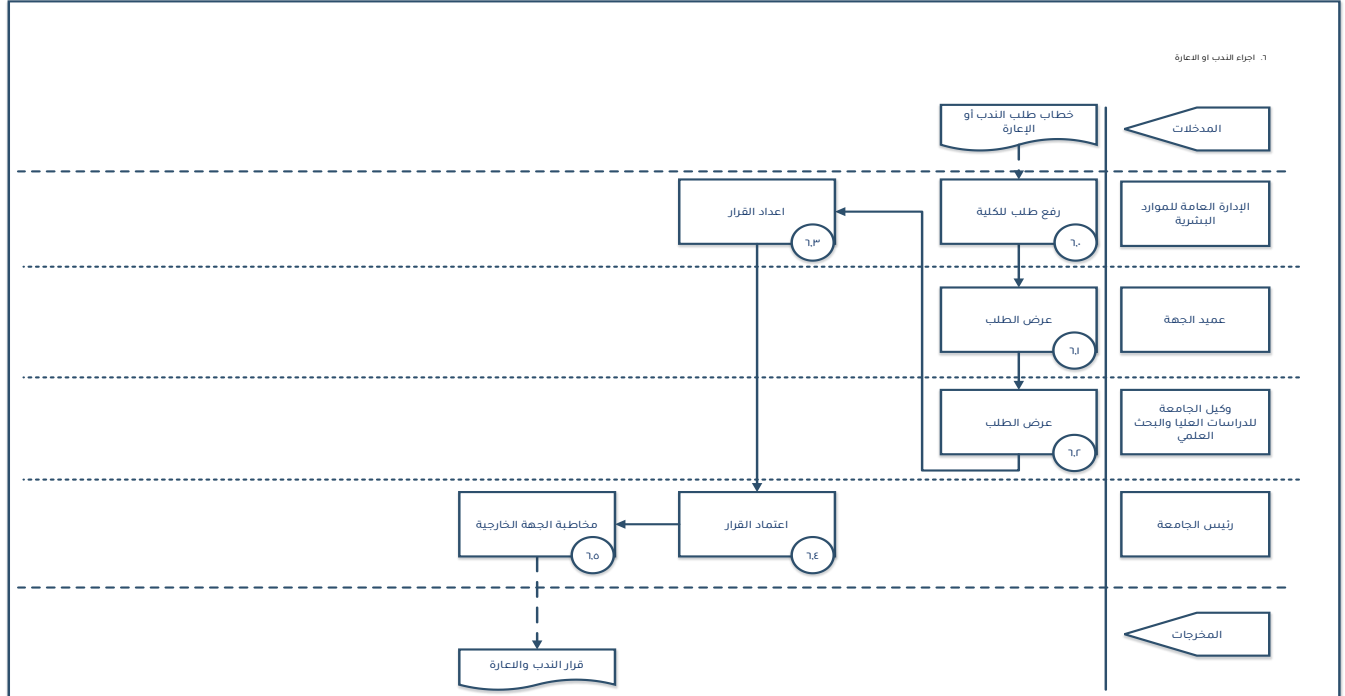 ٦. اجراء الندب او الاعارة
المدخلات
خطاب طلب الندب أو
الإعارة
الإدارة العامة للموارد
البشرية
رفع طلب للكلية
٦,٠
اعداد القرار
٦,٣
عميد الجهة
عرض الطلب
٦,١
وكيل الجامعة
للدراسات العليا والبحث
العلمي
عرض الطلب
٦,٢
رئيس الجامعة
اعتماد القرار
٦,٤
مخاطبة الجهة الخارجية
٦,٥
المخرجات
قرار الندب والاعارة